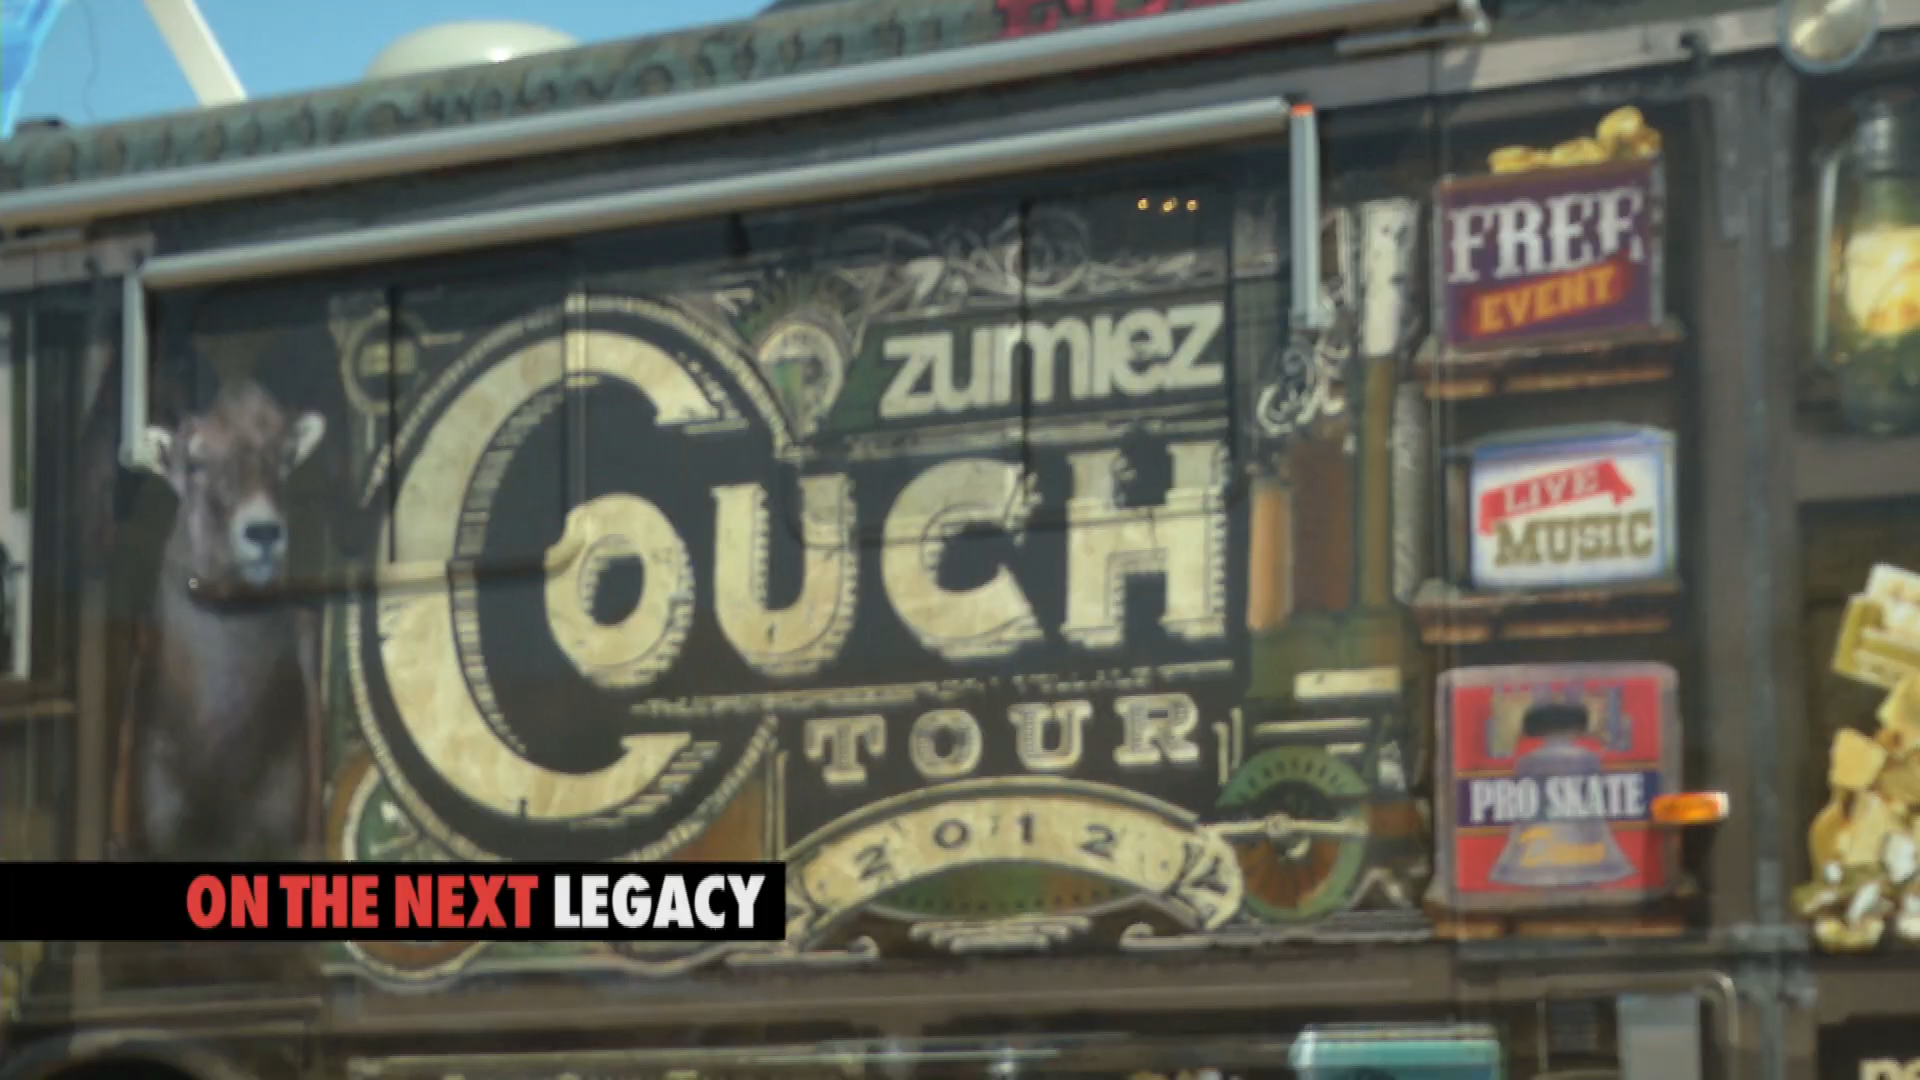 FREE
EVENT
zumiez
COUCH
TOUR
2012
LIVE
MUSIC
PRO SKATE
ON THE NEXT LEGACY